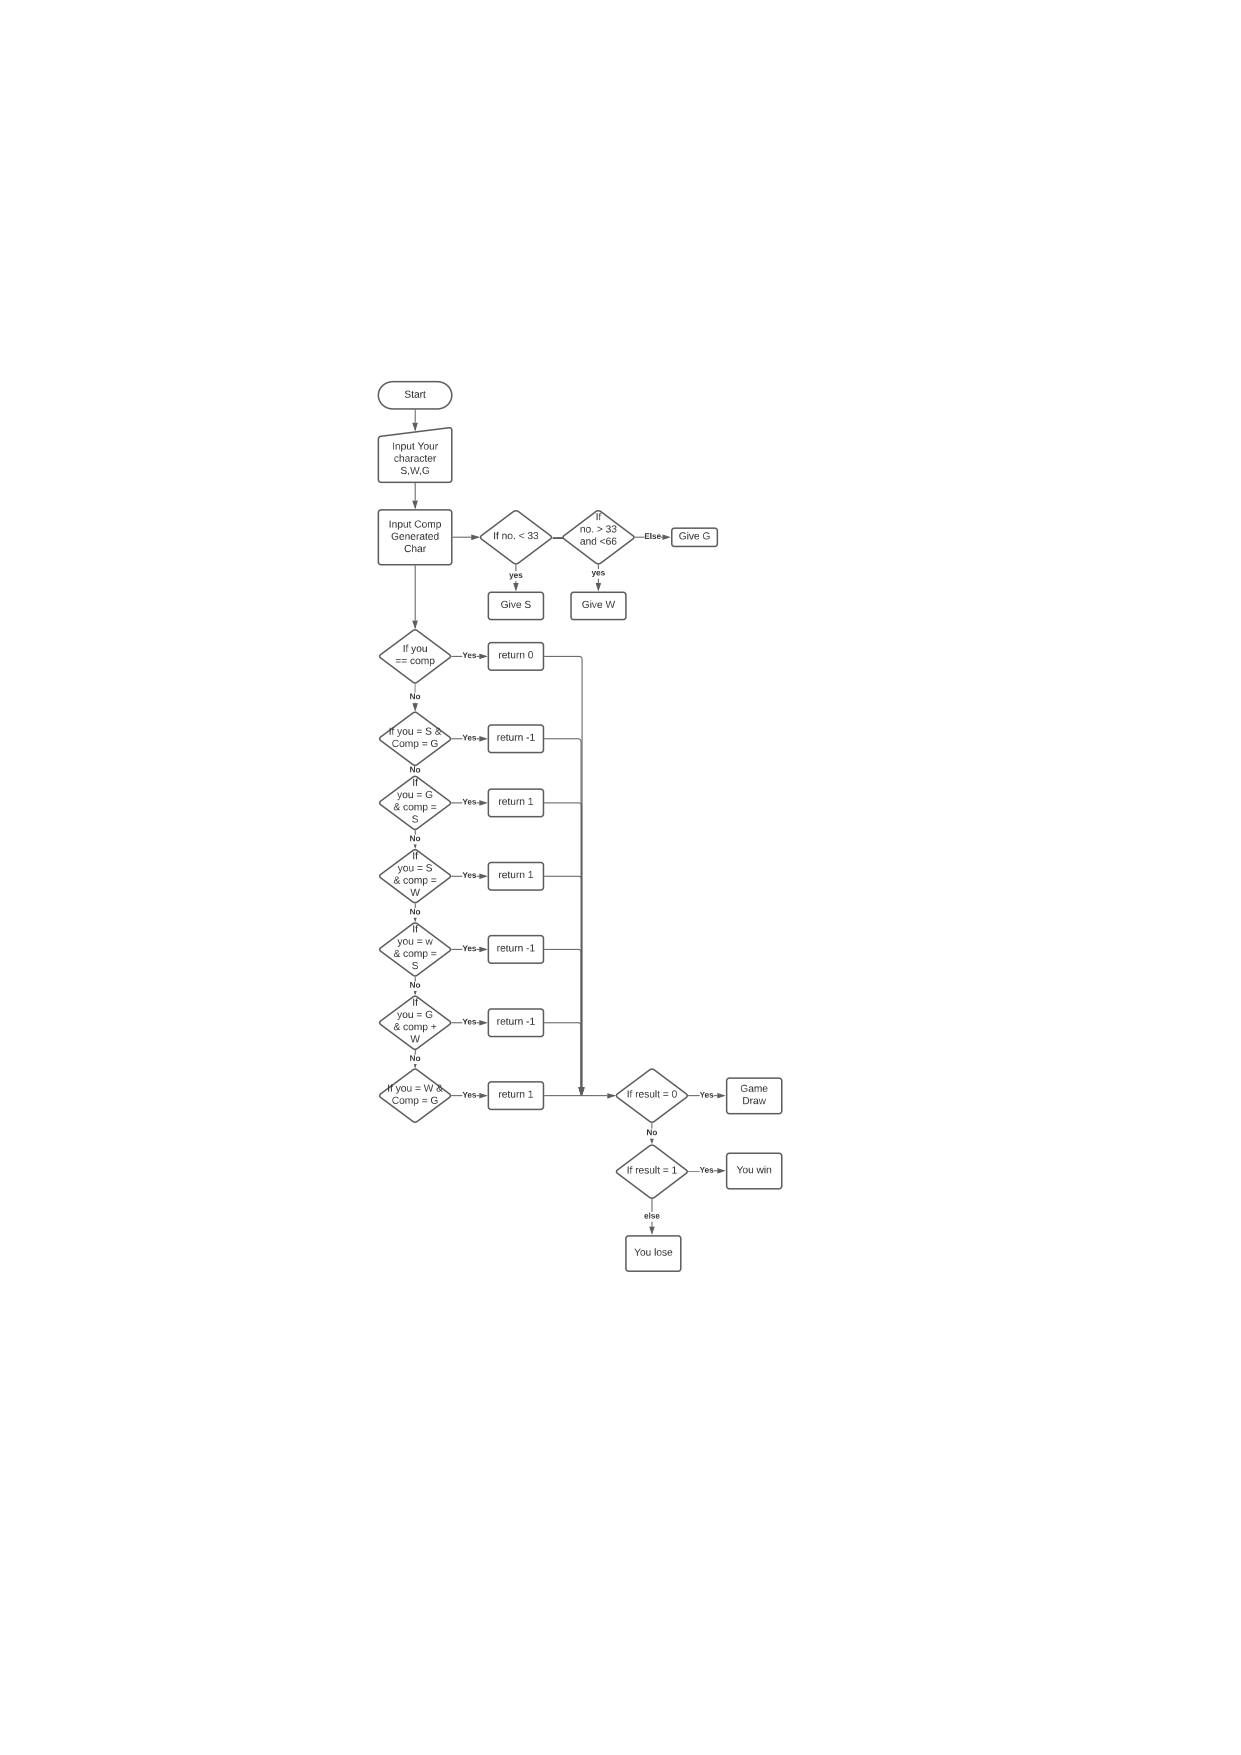 Start
Input Your
character
S,W,G
Input Comp
Generated
Char
If no. < 33
If
no. > 33
and <66
Else
Give G
yes
yes
Give S
Give W
If you
== comp
Yes
return 0
No
If you = S &
Comp = G
Yes
return -1
No
If
you = G
& comp =
S
Yes
return 1
No
If
you = S
& comp =
W
Yes
return 1
No
If
you = w
& comp =
S
Yes
return -1
No
If
you = G
& comp +
W
Yes
return -1
No
If you = W &
Comp = G
Yes
return 1
If result = 0
Yes
Game
Draw
No
If result = 1
Yes
You win
else
You lose